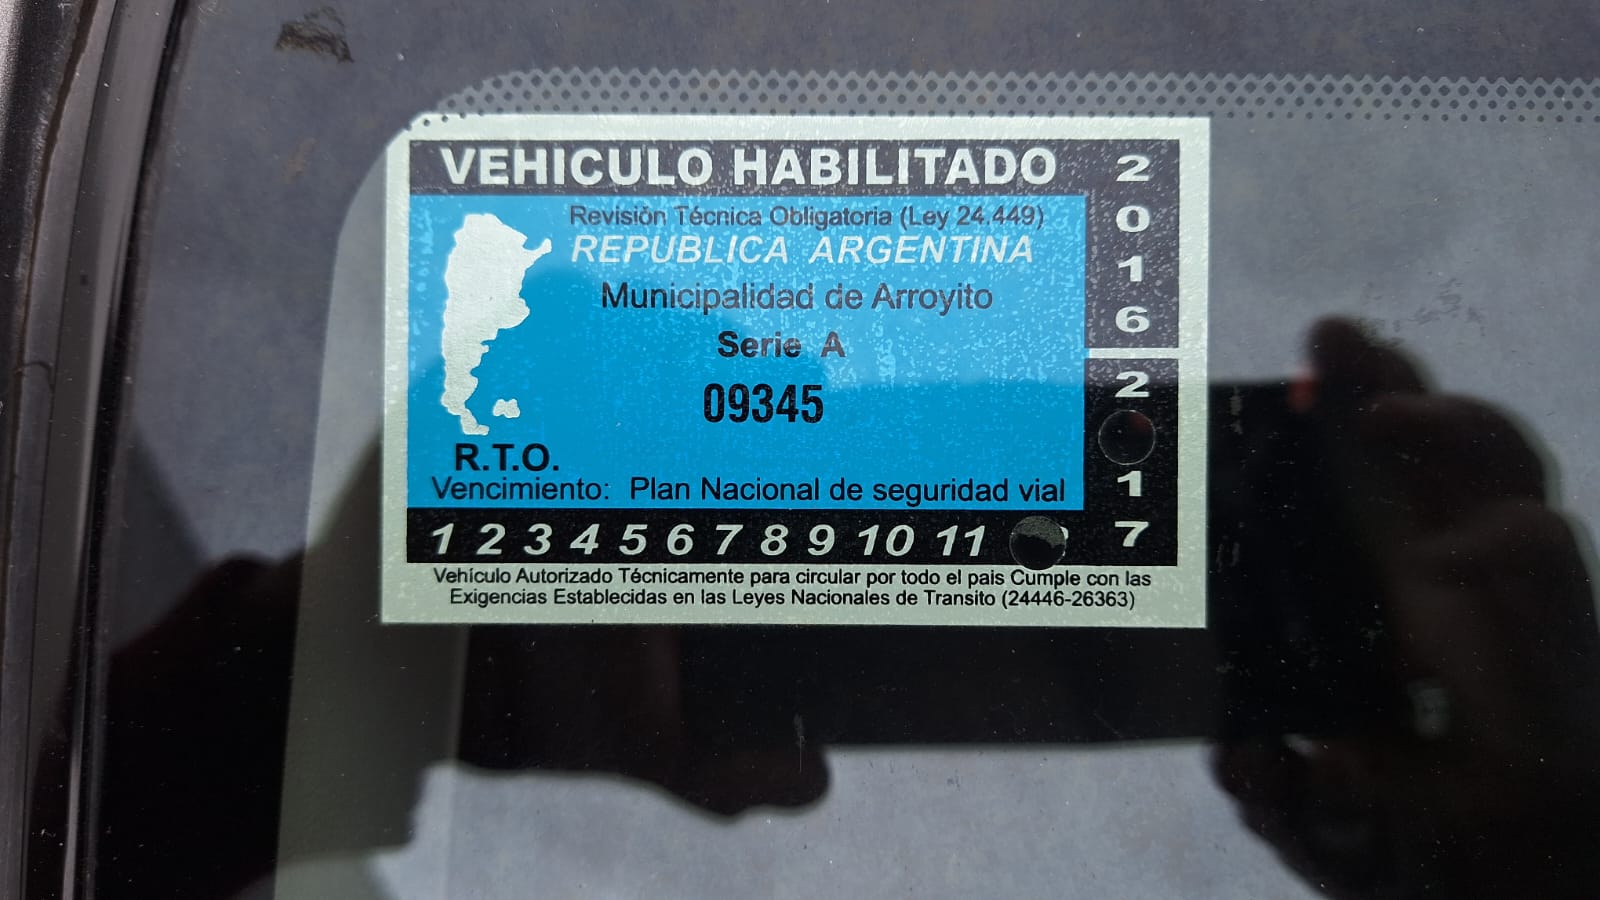 VEHICULO HABILITADO
Revisión Técnica Obligatoria (Ley 24.449)
REPUBLICA ARGENTINA
Municipalidad de Arroyito
Serie A
09345
R.T.O.
Vencimiento: Plan Nacional de seguridad vial
1 2 3 4 5 6 7 8 9 10 11
Vehículo Autorizado Técnicamente para circular por todo el pais Cumple con las
Exigencias Establecidas en las Leyes Nacionales de Transito (24446-26363)
2016
2 17